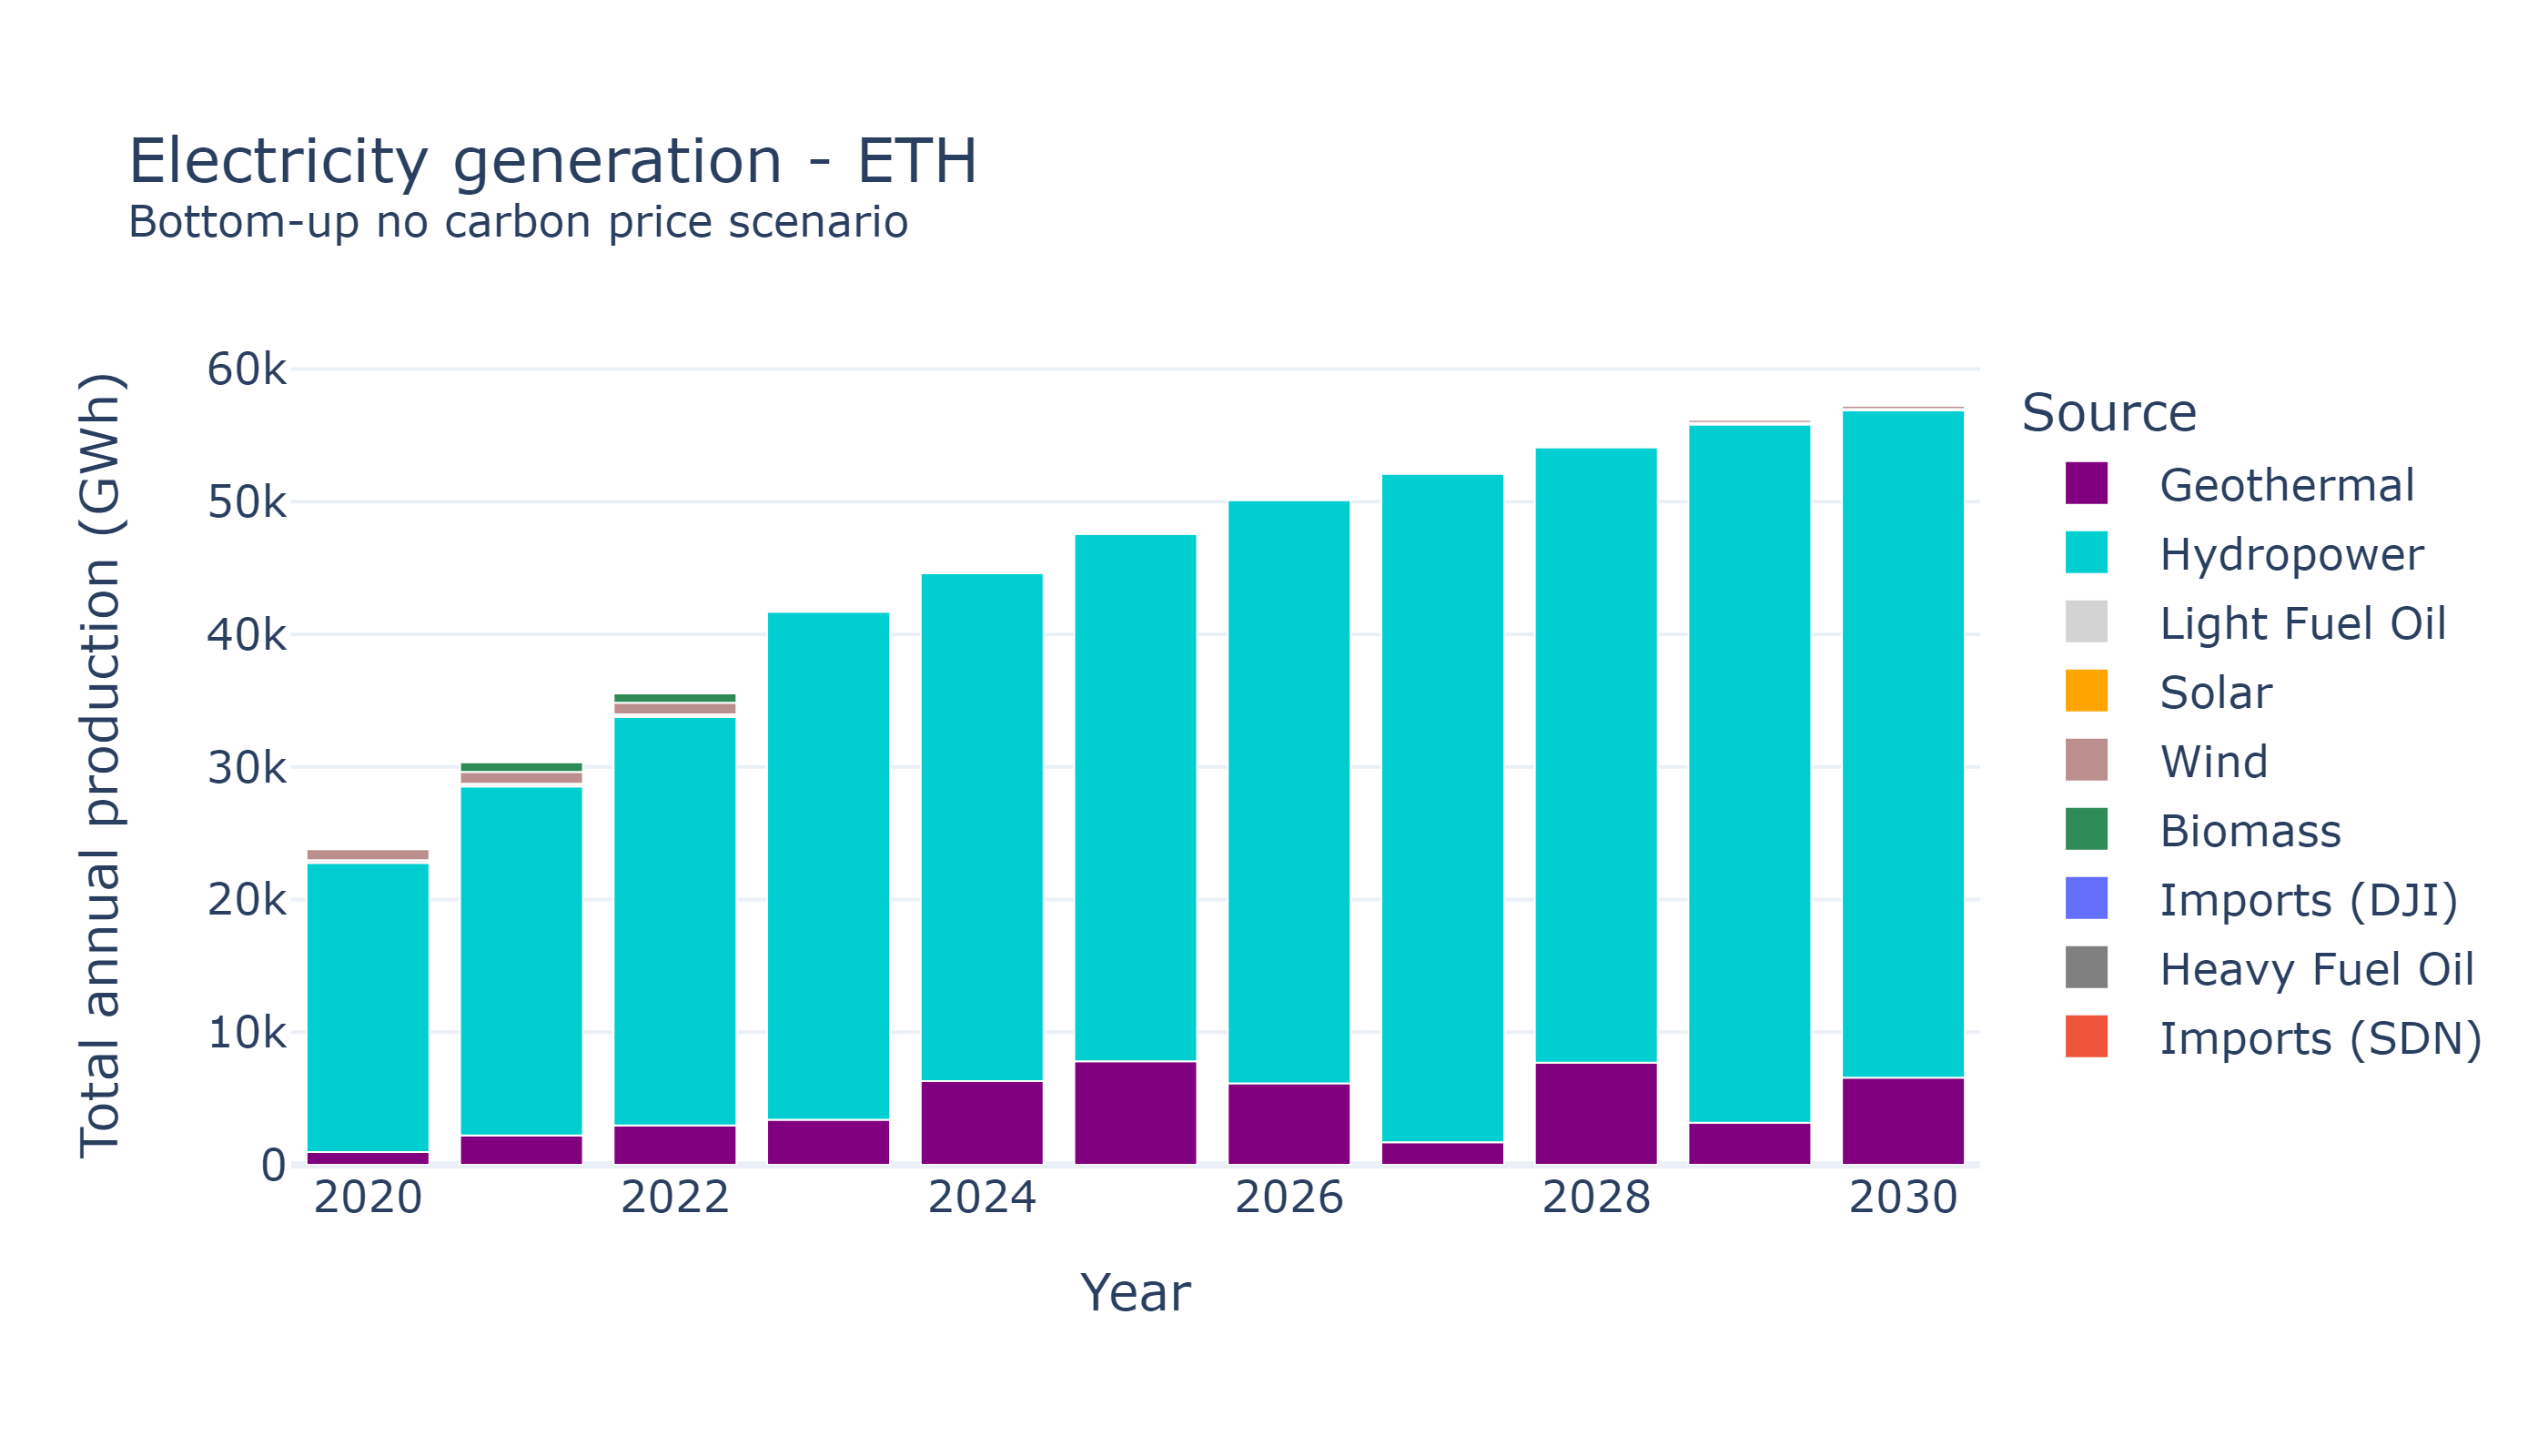 Electricity generation - ETH
Bottom-up no carbon price scenario
Total annual production (GWh)
60k
50k
40k
30k
20k
10k
0
2020
2022
2024
2026
2028
2030
Year
Source
Geothermal
Hydropower
Light Fuel Oil
Solar
Wind
Biomass
Imports (DJI)
Heavy Fuel Oil
Imports (SDN)